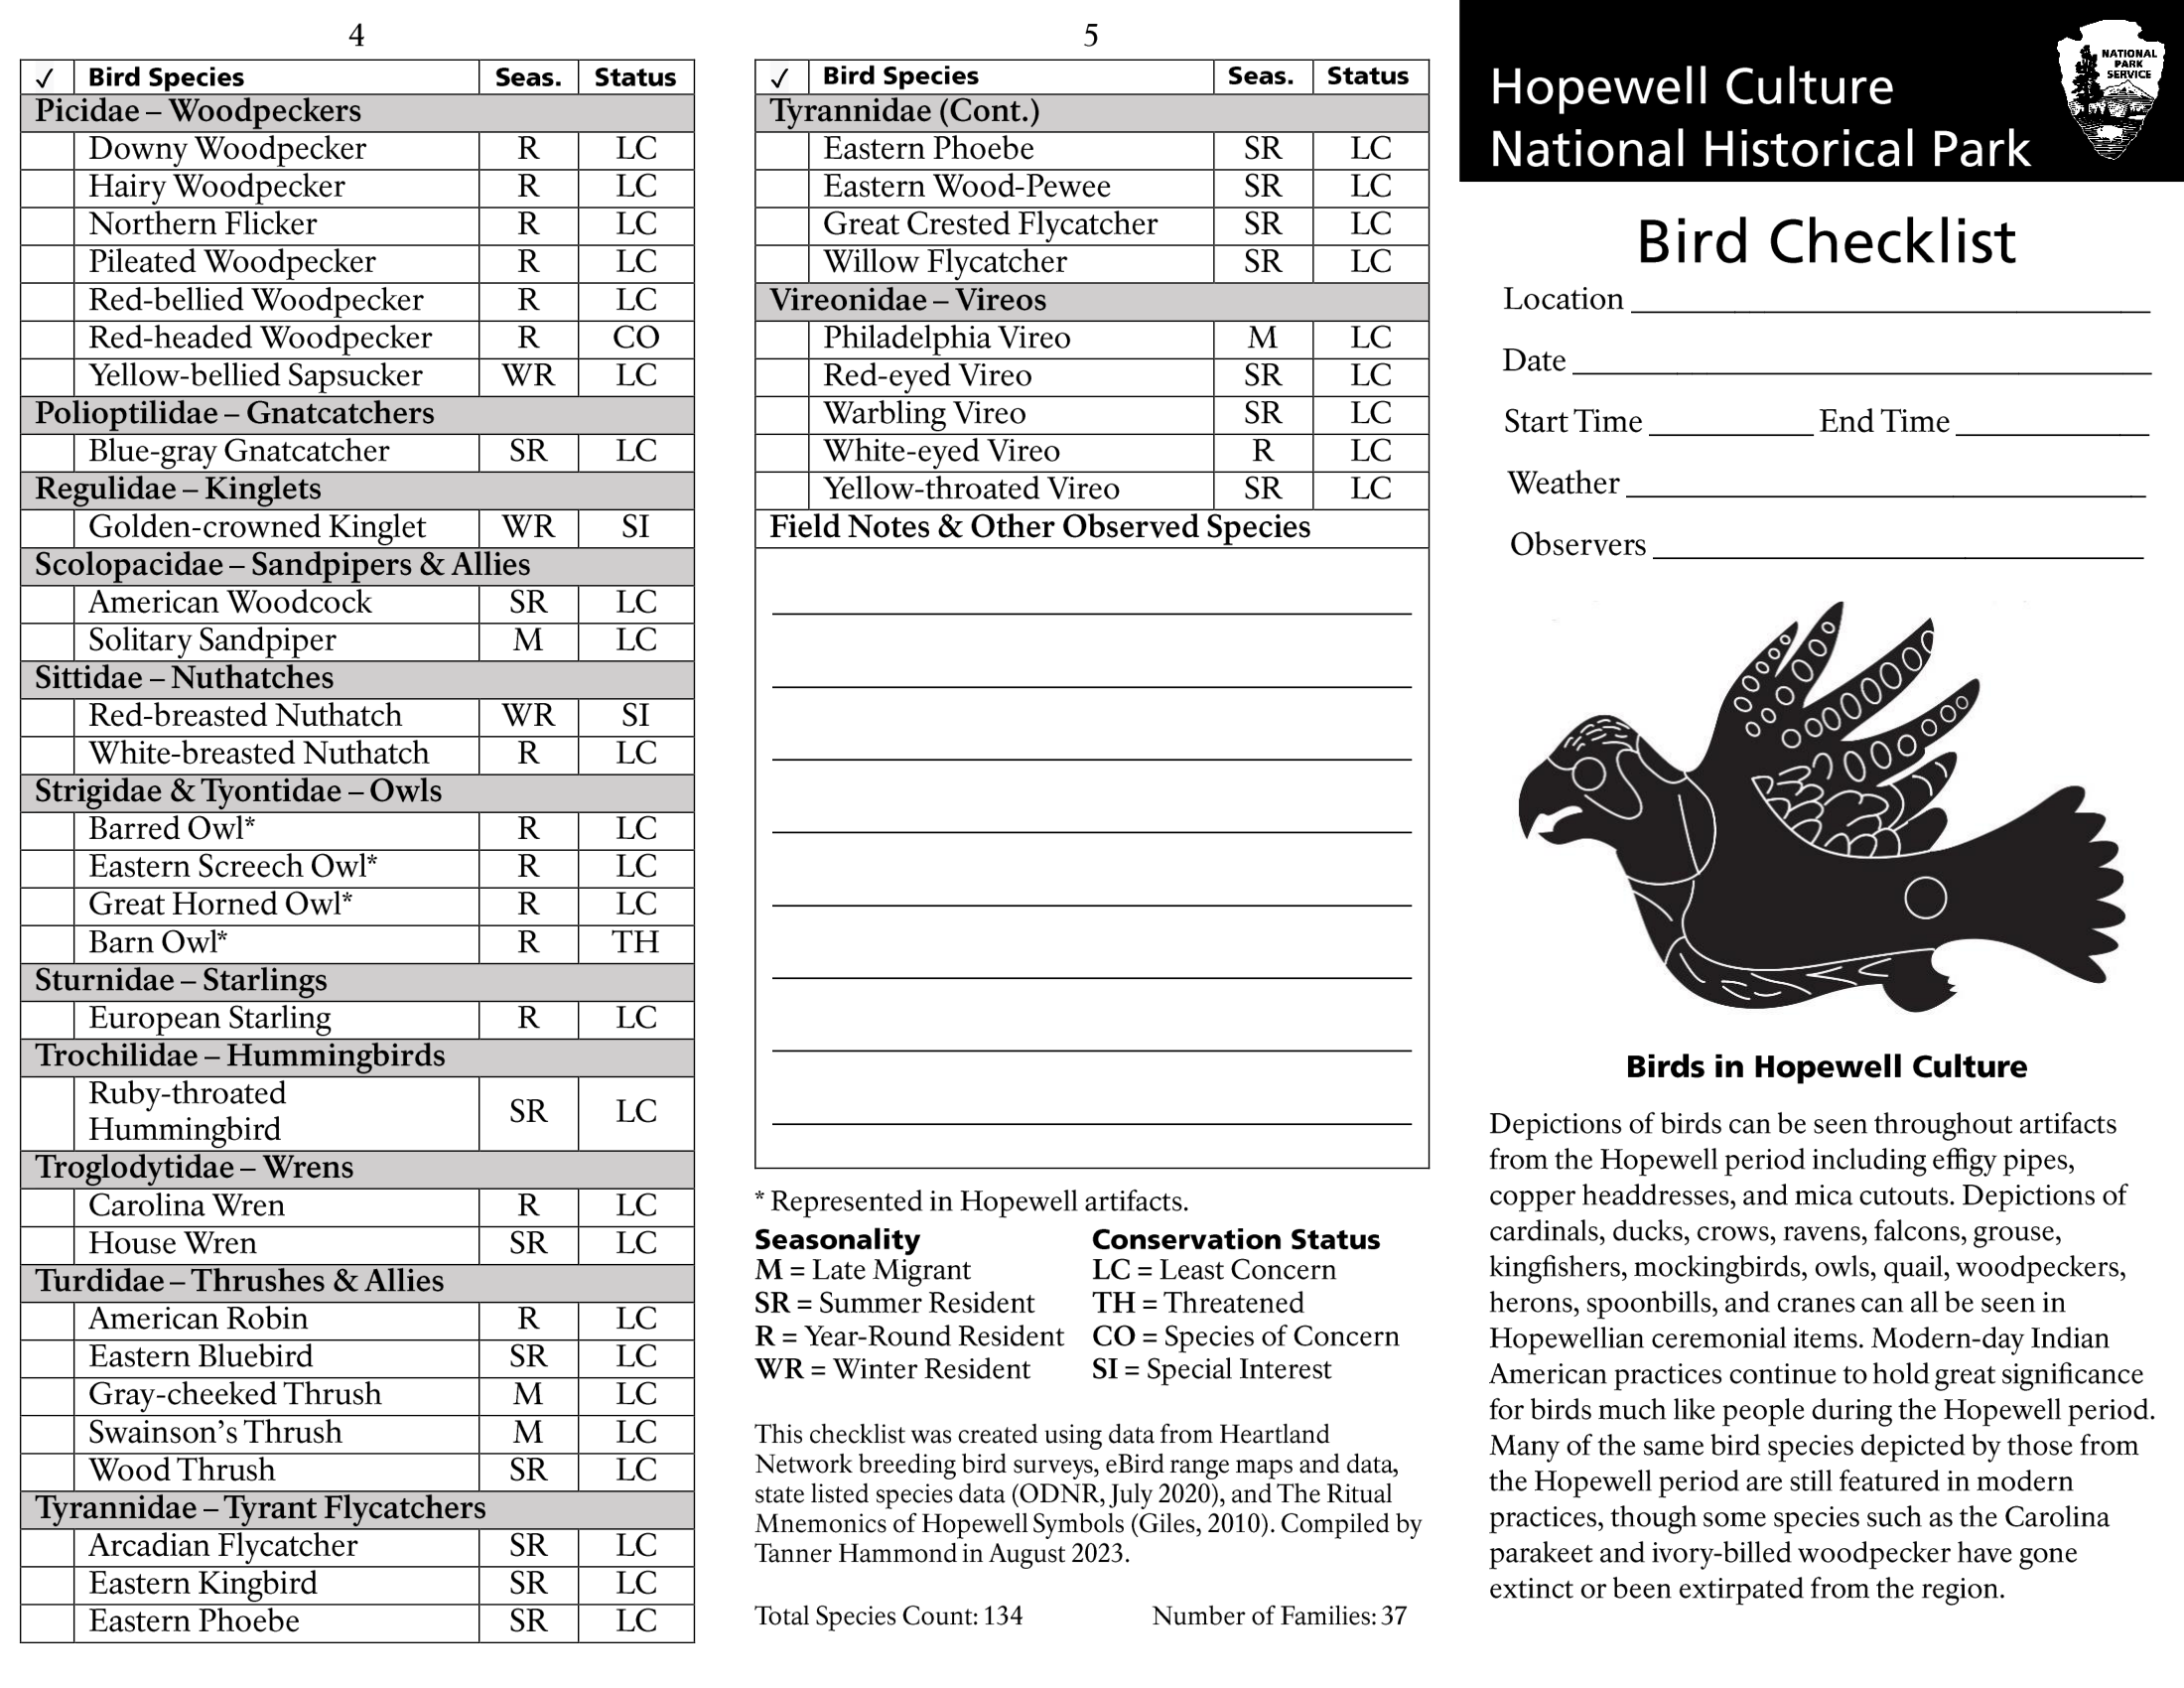 4
✓ Bird Species Seas. Status
Picidae – Woodpeckers
Downy Woodpecker R LC
Hairy Woodpecker R LC
Northern Flicker R LC
Pileated Woodpecker R LC
Red-bellied Woodpecker R LC
Red-headed Woodpecker R CO
Yellow-bellied Sapsucker WR LC
Polioptilidae – Gnatcatchers
Blue-gray Gnatcatcher SR LC
Regulidae – Kinglets
Golden-crowned Kinglet WR SI
Scolopacidae – Sandpipers & Allies
American Woodcock SR LC
Solitary Sandpiper M LC
Sittidae – Nuthatches
Red-breasted Nuthatch WR SI
White-breasted Nuthatch R LC
Strigidae & Tyontidae – Owls
Barred Owl* R LC
Eastern Screech Owl* R LC
Great Horned Owl* R LC
Barn Owl* R TH
Sturnidae – Starlings
European Starling R LC
Trochilidae – Hummingbirds
Ruby-throated
Hummingbird SR LC
Troglodytidae – Wrens
Carolina Wren R LC
House Wren SR LC
Turdidae – Thrushes & Allies
American Robin R LC
Eastern Bluebird SR LC
Gray-cheeked Thrush M LC
Swainson's Thrush M LC
Wood Thrush SR LC
Tyrannidae – Tyrant Flycatchers
Arcadian Flycatcher SR LC
Eastern Kingbird SR LC
Eastern Phoebe SR LC
5
✓ Bird Species Seas. Status
Tyrannidae (Cont.)
Eastern Phoebe SR LC
Eastern Wood-Pewee SR LC
Great Crested Flycatcher SR LC
Willow Flycatcher SR LC
Vireonidae – Vireos
Philadelphia Vireo M LC
Red-eyed Vireo SR LC
Warbling Vireo SR LC
White-eyed Vireo R LC
Yellow-throated Vireo SR LC
Field Notes & Other Observed Species
* Represented in Hopewell artifacts.
Seasonality
M = Late Migrant
SR = Summer Resident
R = Year-Round Resident
WR = Winter Resident
Conservation Status
LC = Least Concern
TH = Threatened
CO = Species of Concern
SI = Special Interest
This checklist was created using data from Heartland
Network breeding bird surveys, eBird range maps and data,
state listed species data (ODNR, July 2020), and The Ritual
Mnemonics of Hopewell Symbols (Giles, 2010). Compiled by
Tanner Hammond in August 2023.
Total Species Count: 134 Number of Families: 37
Hopewell Culture
National Historical Park
NATIONAL
PARK
SERVICE
Bird Checklist
Location
Date
Start Time End Time
Weather
Observers
Birds in Hopewell Culture
Depictions of birds can be seen throughout artifacts
from the Hopewell period including effigy pipes,
copper headdresses, and mica cutouts. Depictions of
cardinals, ducks, crows, ravens, falcons, grouse,
kingfishers, mockingbirds, owls, quail, woodpeckers,
herons, spoonbills, and cranes can all be seen in
Hopewellian ceremonial items. Modern-day Indian
American practices continue to hold great significance
for birds much like people during the Hopewell period.
Many of the same bird species depicted by those from
the Hopewell period are still featured in modern
practices, though some species such as the Carolina
parakeet and ivory-billed woodpecker have gone
extinct or been extirpated from the region.